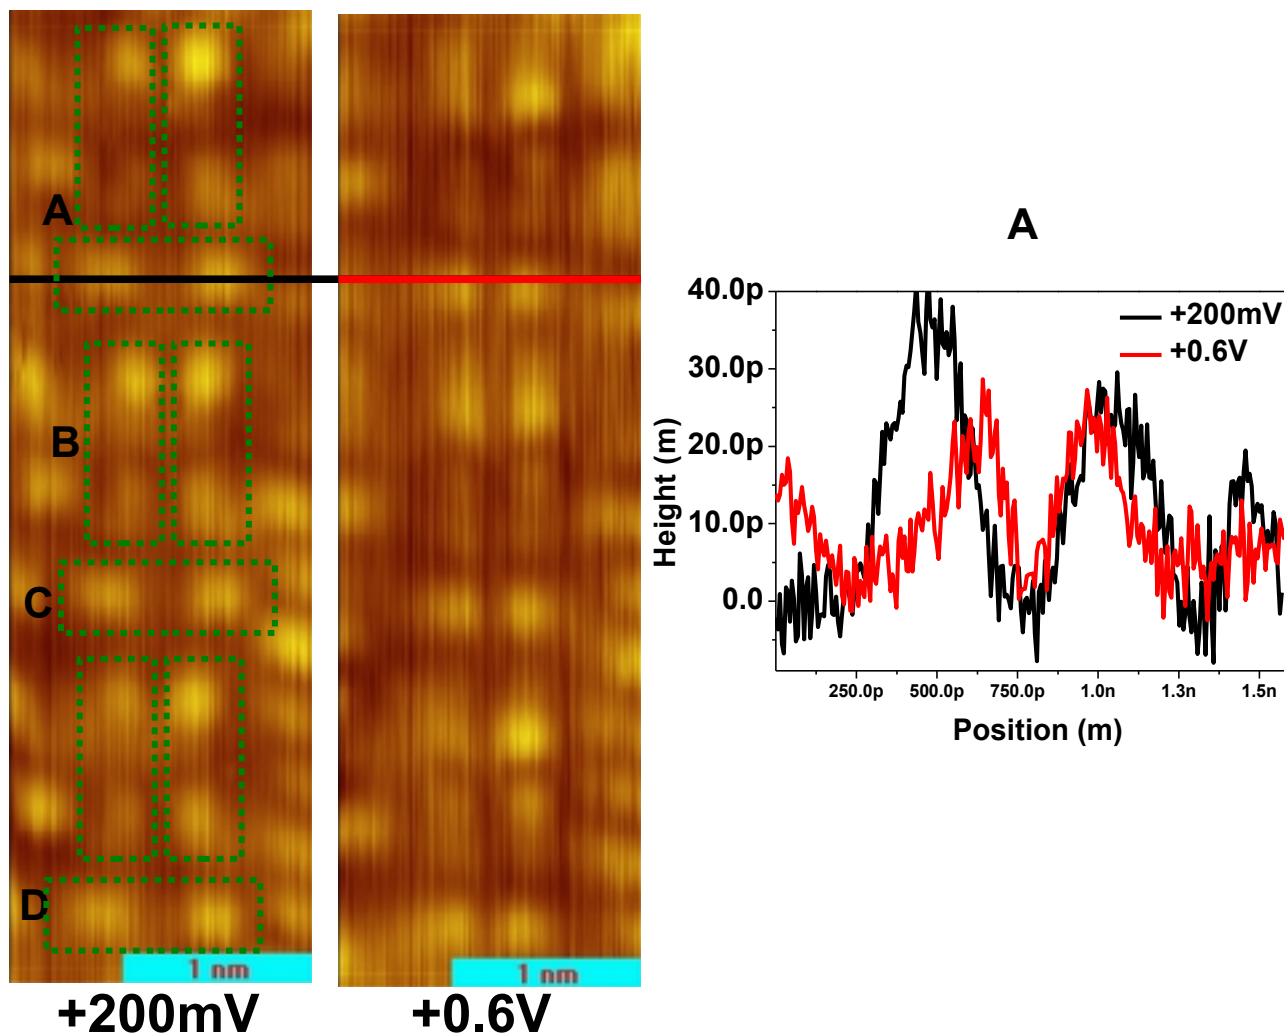 A
B
C
D
1 nm
1 nm
+200mV
+0.6V
A
+200mV
+0.6V
Height (m)
40.0p
30.0p
20.0p
10.0p
0.0
250.0p 500.0p 750.0p 1.0n 1.3n 1.5n
Position (m)